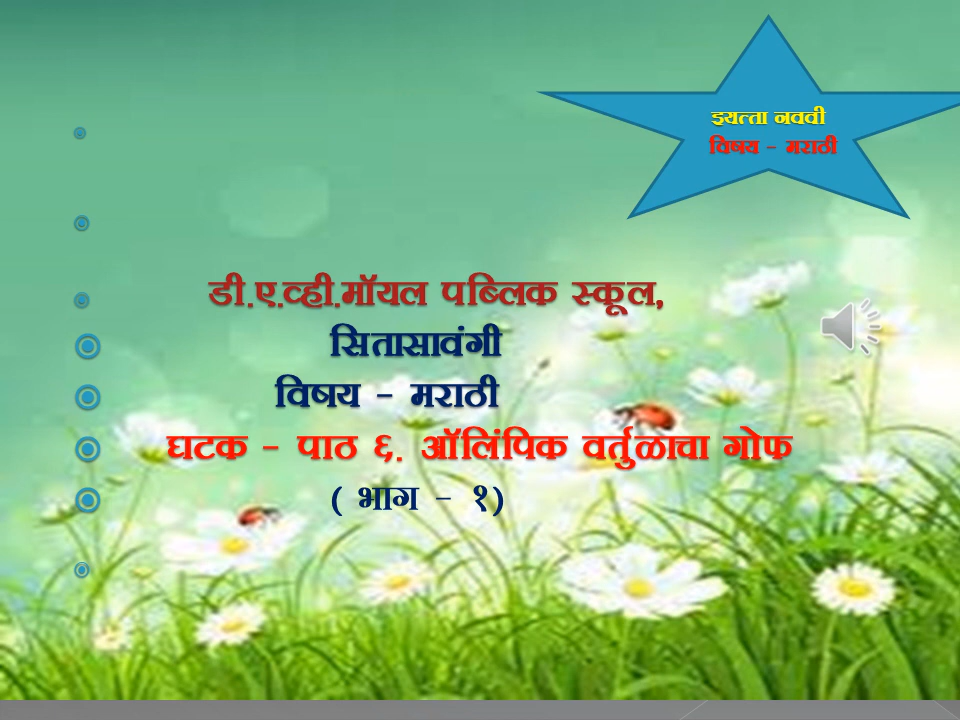 इयत्ता नववी
विषय - मराठी
डी.ए.व्ही.मॉयल पब्लिक स्कूल,
सितासावंगी
विषय - मराठी
घटक - पाठ ६. ऑलिंपिक वर्तुळाचा गोफ
( भाग - १)